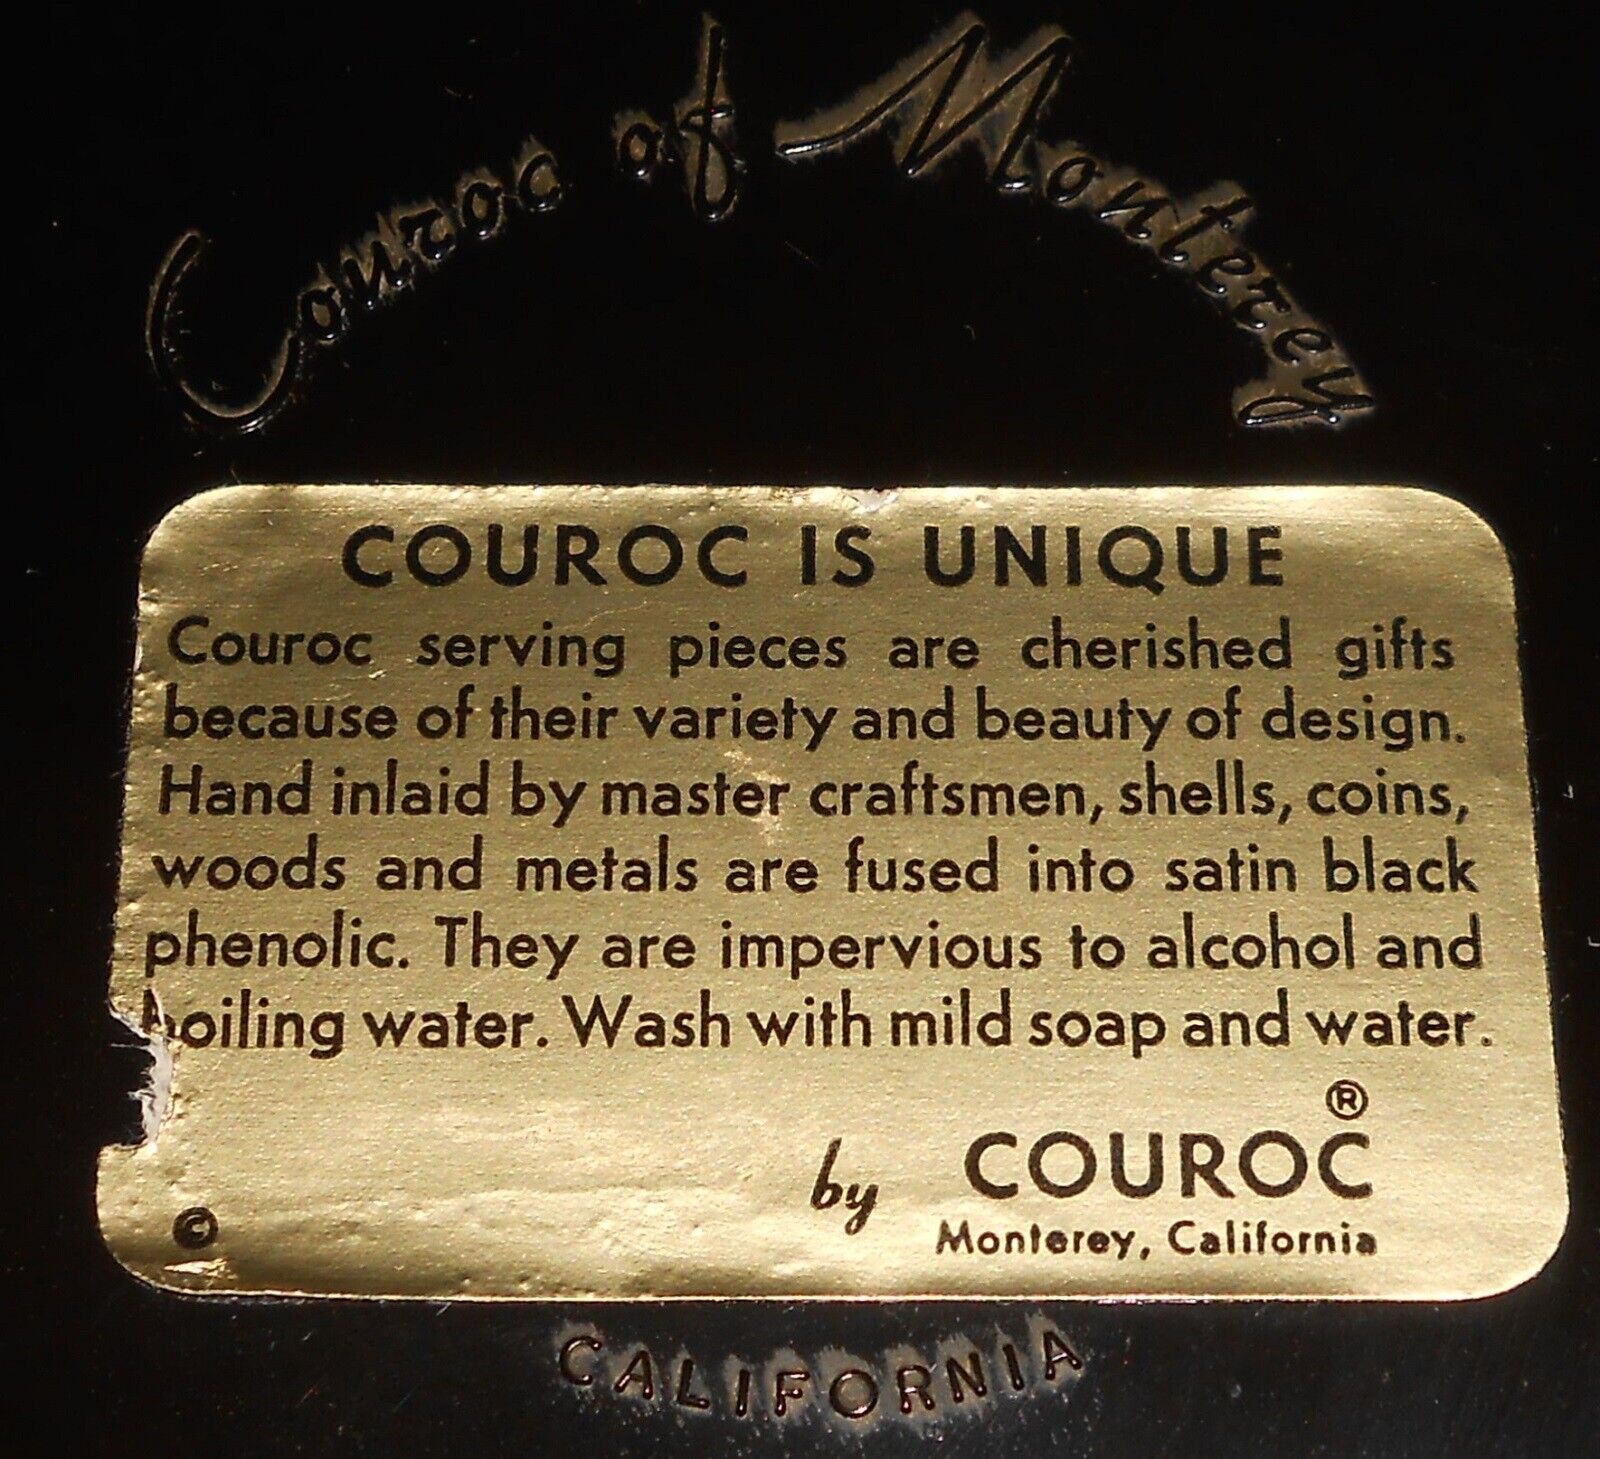 Couroc of Monterey
COUROC IS UNIQUE
Couroc serving pieces are cherished gifts
because of their variety and beauty of design.
Hand inlaid by master craftsmen, shells, coins,
woods and metals are fused into satin black
phenolic. They are impervious to alcohol and
boiling water. Wash with mild soap and water.
®
by COUROC
Monterey, California
©
CALIFORNIA